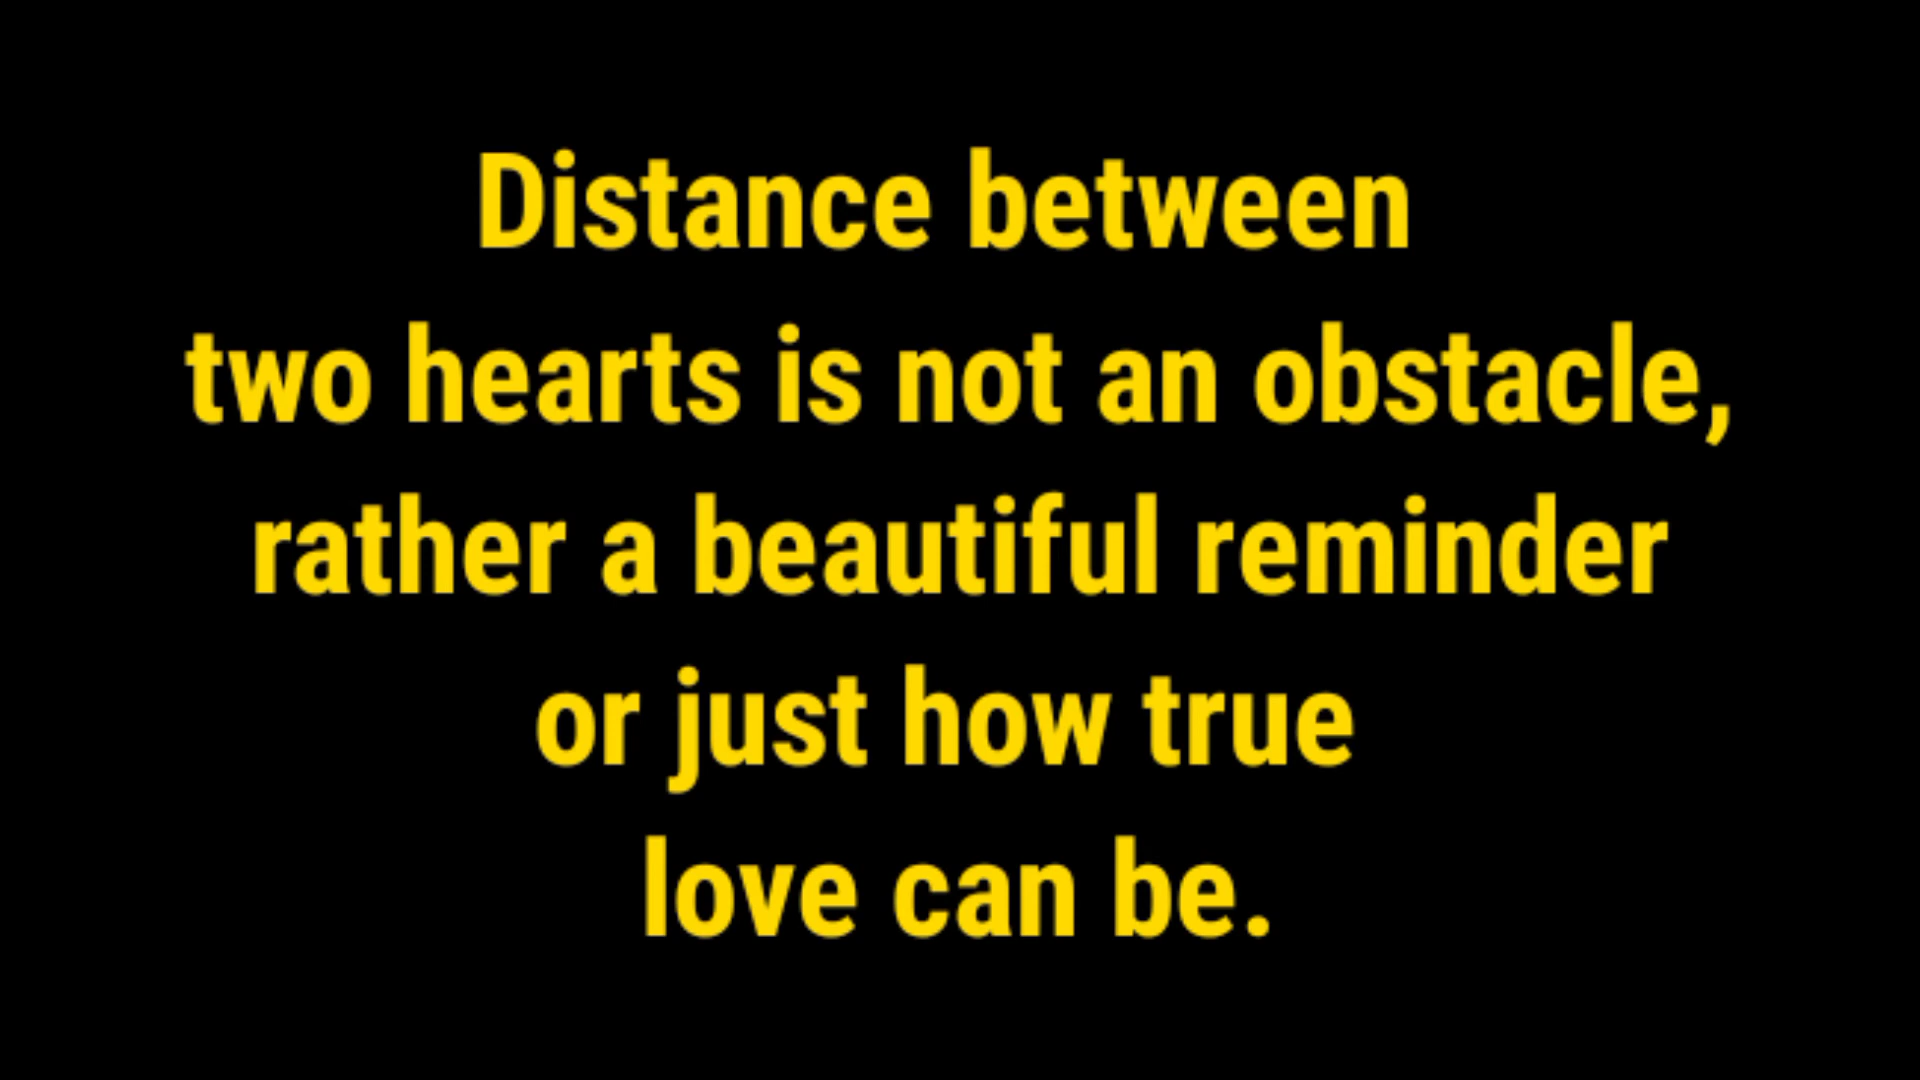 Distance between
two hearts is not an obstacle,
rather a beautiful reminder
or just how true
love can be.